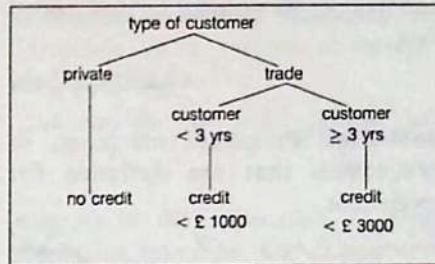 type of customer
private trade
customer customer
< 3 yrs ≥ 3 yrs
no credit credit credit
< £ 1000 < £ 3000